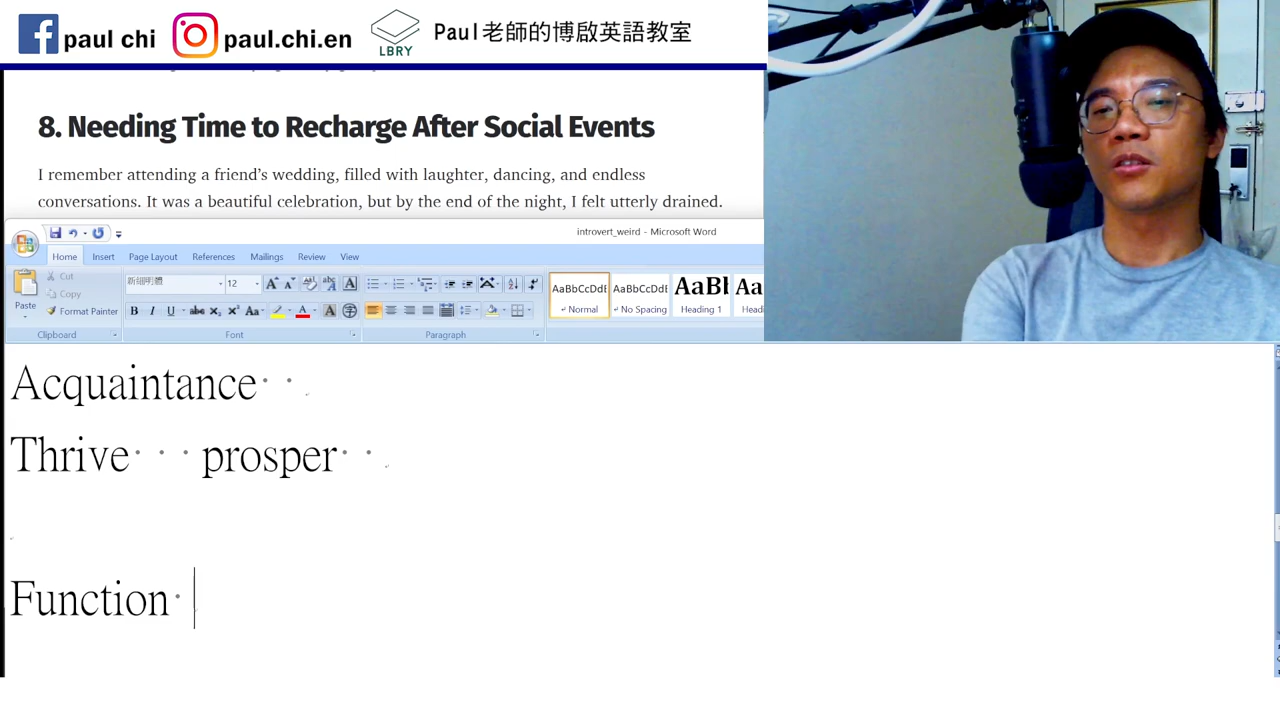 paul chi
paul.chi.en
LBRY
Paul老師的博啟英語教室
8. Needing Time to Recharge After Social Events
I remember attending a friend's wedding, filled with laughter, dancing, and endless
conversations. It was a beautiful celebration, but by the end of the night, I felt utterly drained.
introvert_weird - Microsoft Word
Home Insert Page Layout References Mailings Review View
Paste
Cut
Copy
Format Painter
Clipboard
新細明體 12
Font
Paragraph
AaBbCcDdE AaBbCcDdE AaBbC AaB
Normal No Spacing Heading 1 Headi
Acquaintance
Thrive prosper
Function